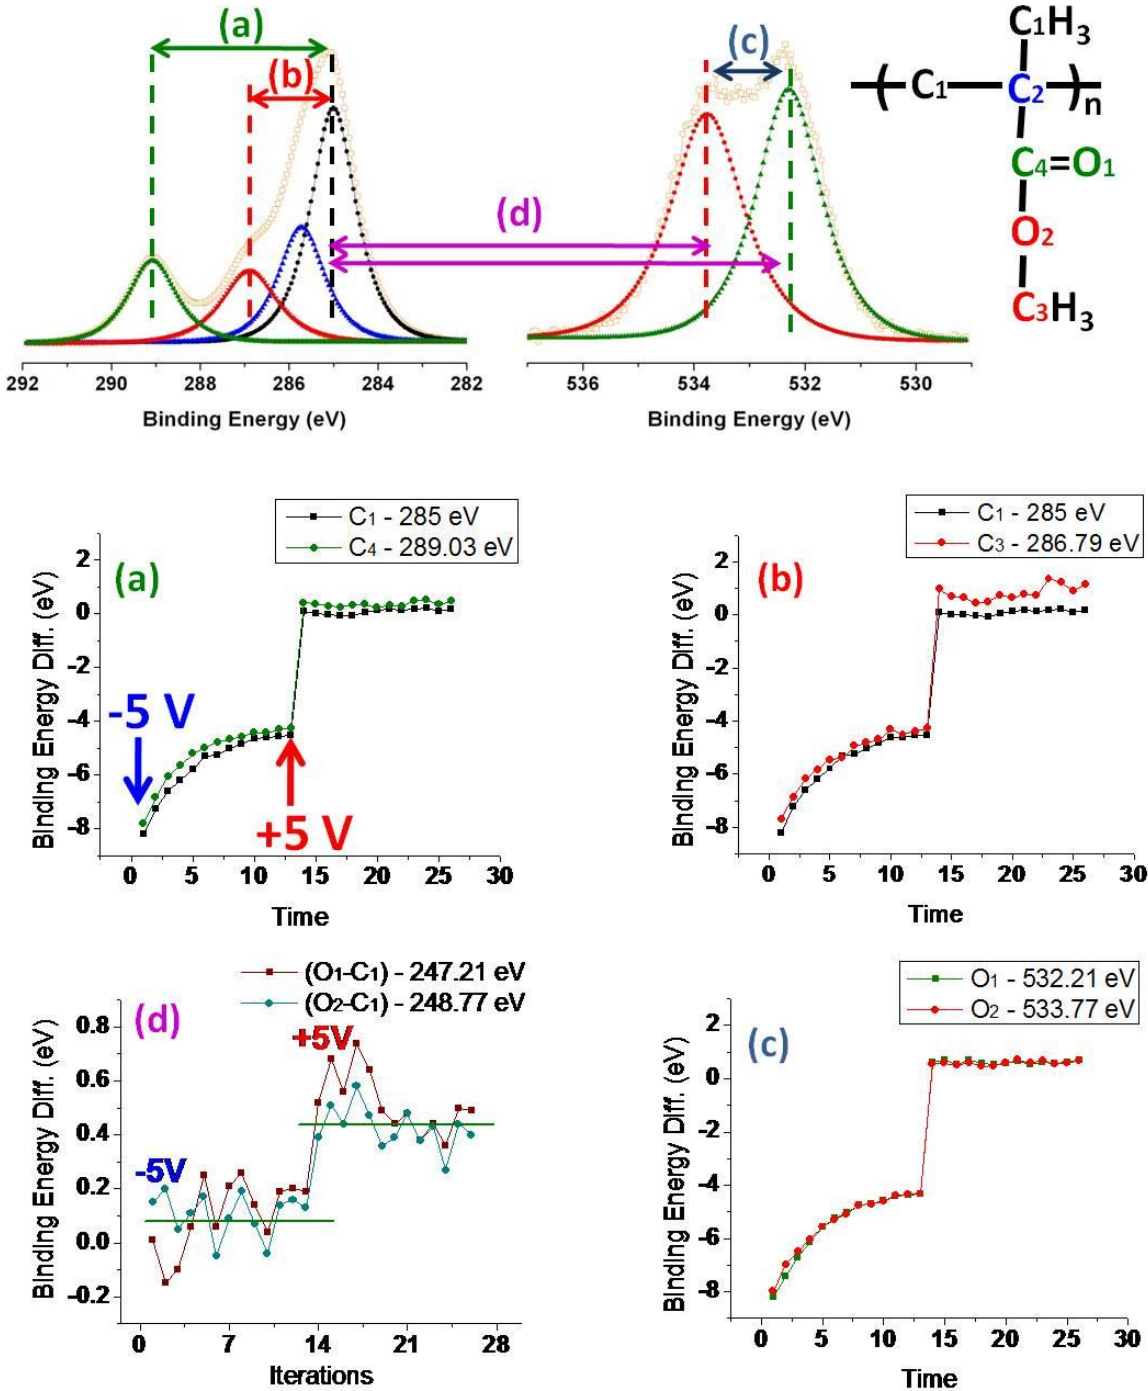 (a)
(b)
(c)
(d)
C₁H₃
( C₁ C₂ )n
C₄=O₁
O₂
C₃H₃
292 290 288 286 284 282
Binding Energy (eV)
536 534 532 530
Binding Energy (eV)
C₁ - 285 eV
C₄ - 289.03 eV
(a)
-5 V
+5 V
2
0
-2
-4
-6
-8
Binding Energy Diff. (eV)
0 5 10 15 20 25 30
Time
C₁ - 285 eV
C₃ - 286.79 eV
(b)
2
0
-2
-4
-6
-8
Binding Energy Diff. (eV)
0 5 10 15 20 25 30
Time
(O₁-C₁) - 247.21 eV
(O₂-C₁) - 248.77 eV
(d)
+5V
-5V
0.8
0.6
0.4
0.2
0.0
-0.2
Binding Energy Diff. (eV)
0 7 14 21 28
Iterations
O₁ - 532.21 eV
O₂ - 533.77 eV
(c)
2
0
-2
-4
-6
-8
Binding Energy Diff. (eV)
0 5 10 15 20 25 30
Time